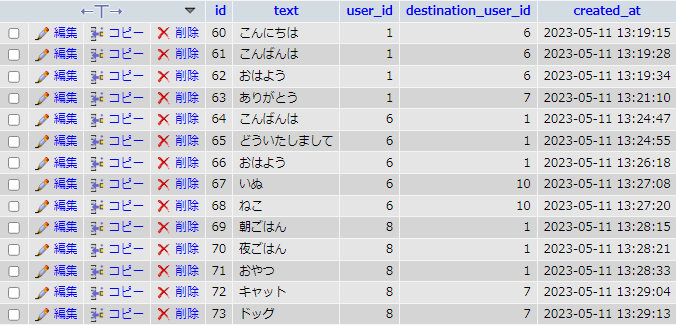 id text user_id destination_user_id created_at
編集 コピー 削除 60 こんにちは 1 6 2023-05-11 13:19:15
編集 コピー 削除 61 こんばんは 1 6 2023-05-11 13:19:28
編集 コピー 削除 62 おはよう 1 6 2023-05-11 13:19:34
編集 コピー 削除 63 ありがとう 1 7 2023-05-11 13:21:10
編集 コピー 削除 64 こんばんは 6 1 2023-05-11 13:24:47
編集 コピー 削除 65 どういたしまして 6 1 2023-05-11 13:24:55
編集 コピー 削除 66 おはよう 6 1 2023-05-11 13:26:18
編集 コピー 削除 67 いぬ 6 10 2023-05-11 13:27:08
編集 コピー 削除 68 ねこ 6 10 2023-05-11 13:27:20
編集 コピー 削除 69 朝ごはん 8 1 2023-05-11 13:28:15
編集 コピー 削除 70 夜ごはん 8 1 2023-05-11 13:28:21
編集 コピー 削除 71 おやつ 8 1 2023-05-11 13:28:33
編集 コピー 削除 72 キャット 8 7 2023-05-11 13:29:04
編集 コピー 削除 73 ドッグ 8 7 2023-05-11 13:29:13